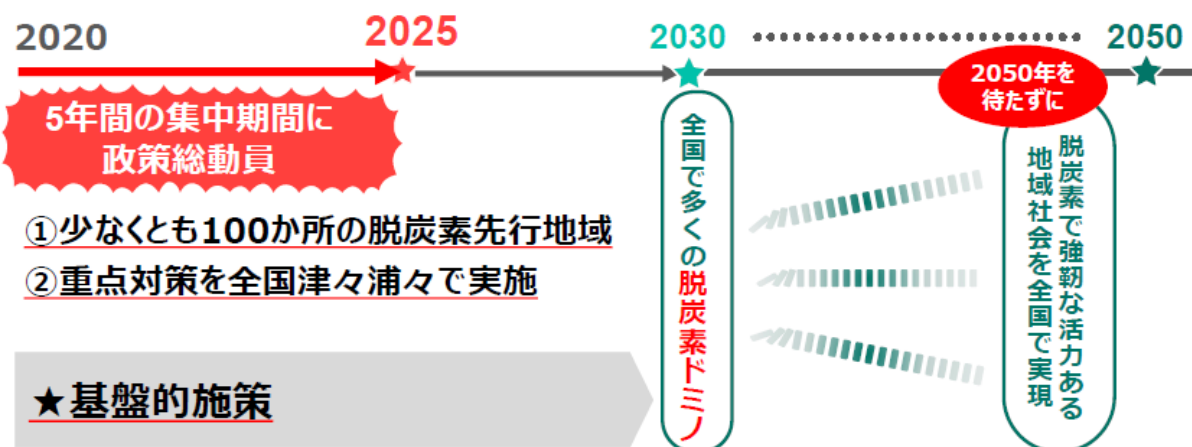 2020
2025
2030
2050
5年間の集中期間に
政策総動員
①少なくとも100か所の脱炭素先行地域
②重点対策を全国津々浦々で実施
★基盤的施策
全国で多くの脱炭素ドミノ
2050年を
待たずに
脱炭素で強靭な活力ある
地域社会を全国で実現